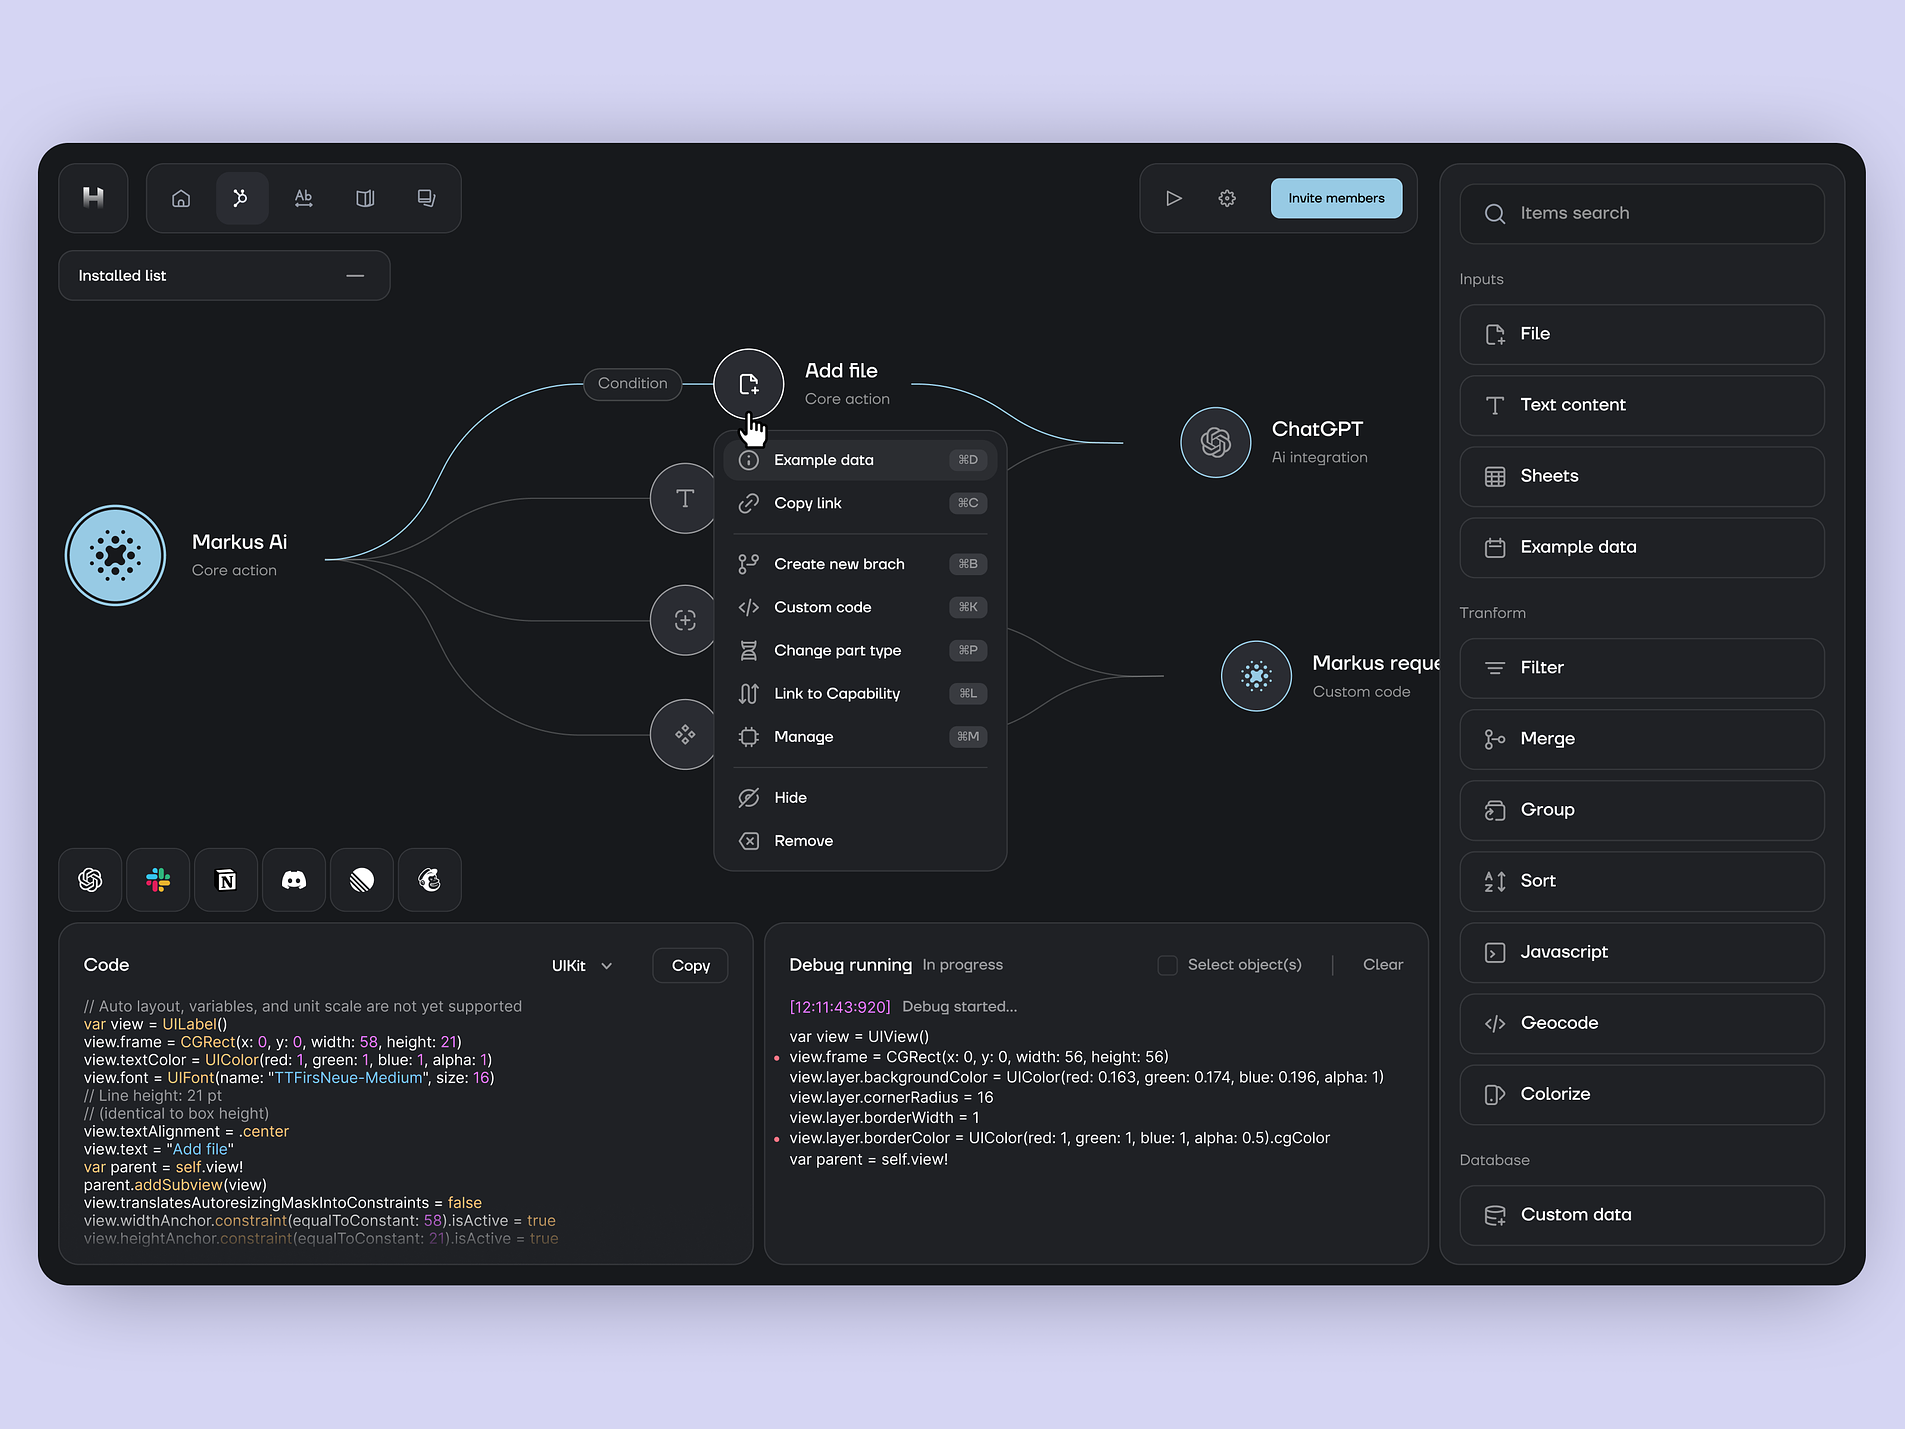 H
Ab
Invite members
Installed list
Condition
Add file
Core action
ChatGPT
Ai integration
Markus Ai
Core action
Markus reque
Custom code
T
Example data ⌘D
Copy link ⌘C
Create new brach ⌘B
Custom code ⌘K
Change part type ⌘P
Link to Capability ⌘L
Manage ⌘M
Hide
Remove
N
Code
UIKit
Copy
// Auto layout, variables, and unit scale are not yet supported
var view = UILabel()
view.frame = CGRect(x: 0, y: 0, width: 58, height: 21)
view.textColor = UIColor(red: 1, green: 1, blue: 1, alpha: 1)
view.font = UIFont(name: "TTFirsNeue-Medium", size: 16)
// Line height: 21 pt
// (identical to box height)
view.textAlignment = .center
view.text = "Add file"
var parent = self.view!
parent.addSubview(view)
view.translatesAutoresizingMaskIntoConstraints = false
view.widthAnchor.constraint(equalToConstant: 58).isActive = true
view.heightAnchor.constraint(equalToConstant: 21).isActive = true
Debug running In progress
Select object(s)
Clear
[12:11:43:920] Debug started...
var view = UIView()
view.frame = CGRect(x: 0, y: 0, width: 56, height: 56)
view.layer.backgroundColor = UIColor(red: 0.163, green: 0.174, blue: 0.196, alpha: 1)
view.layer.cornerRadius = 16
view.layer.borderWidth = 1
view.layer.borderColor = UIColor(red: 1, green: 1, blue: 1, alpha: 0.5).cgColor
var parent = self.view!
Items search
Inputs
File
Text content
Sheets
Example data
Tranform
Filter
Merge
Group
Sort
Javascript
Geocode
Colorize
Database
Custom data